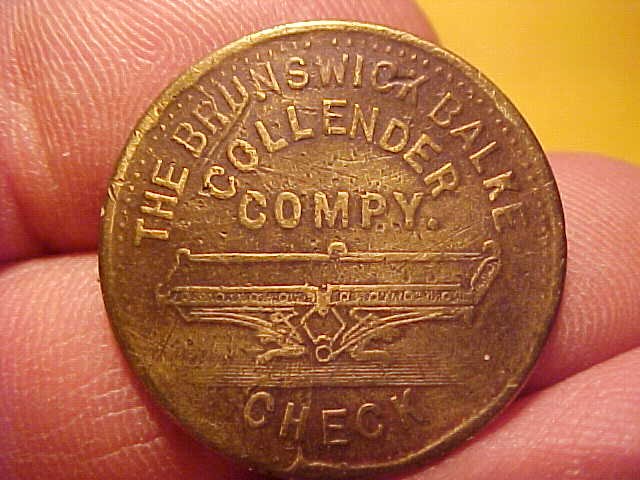 THE BRUNSWICK BALKE
COLLENDER
COMPY.
CHECK